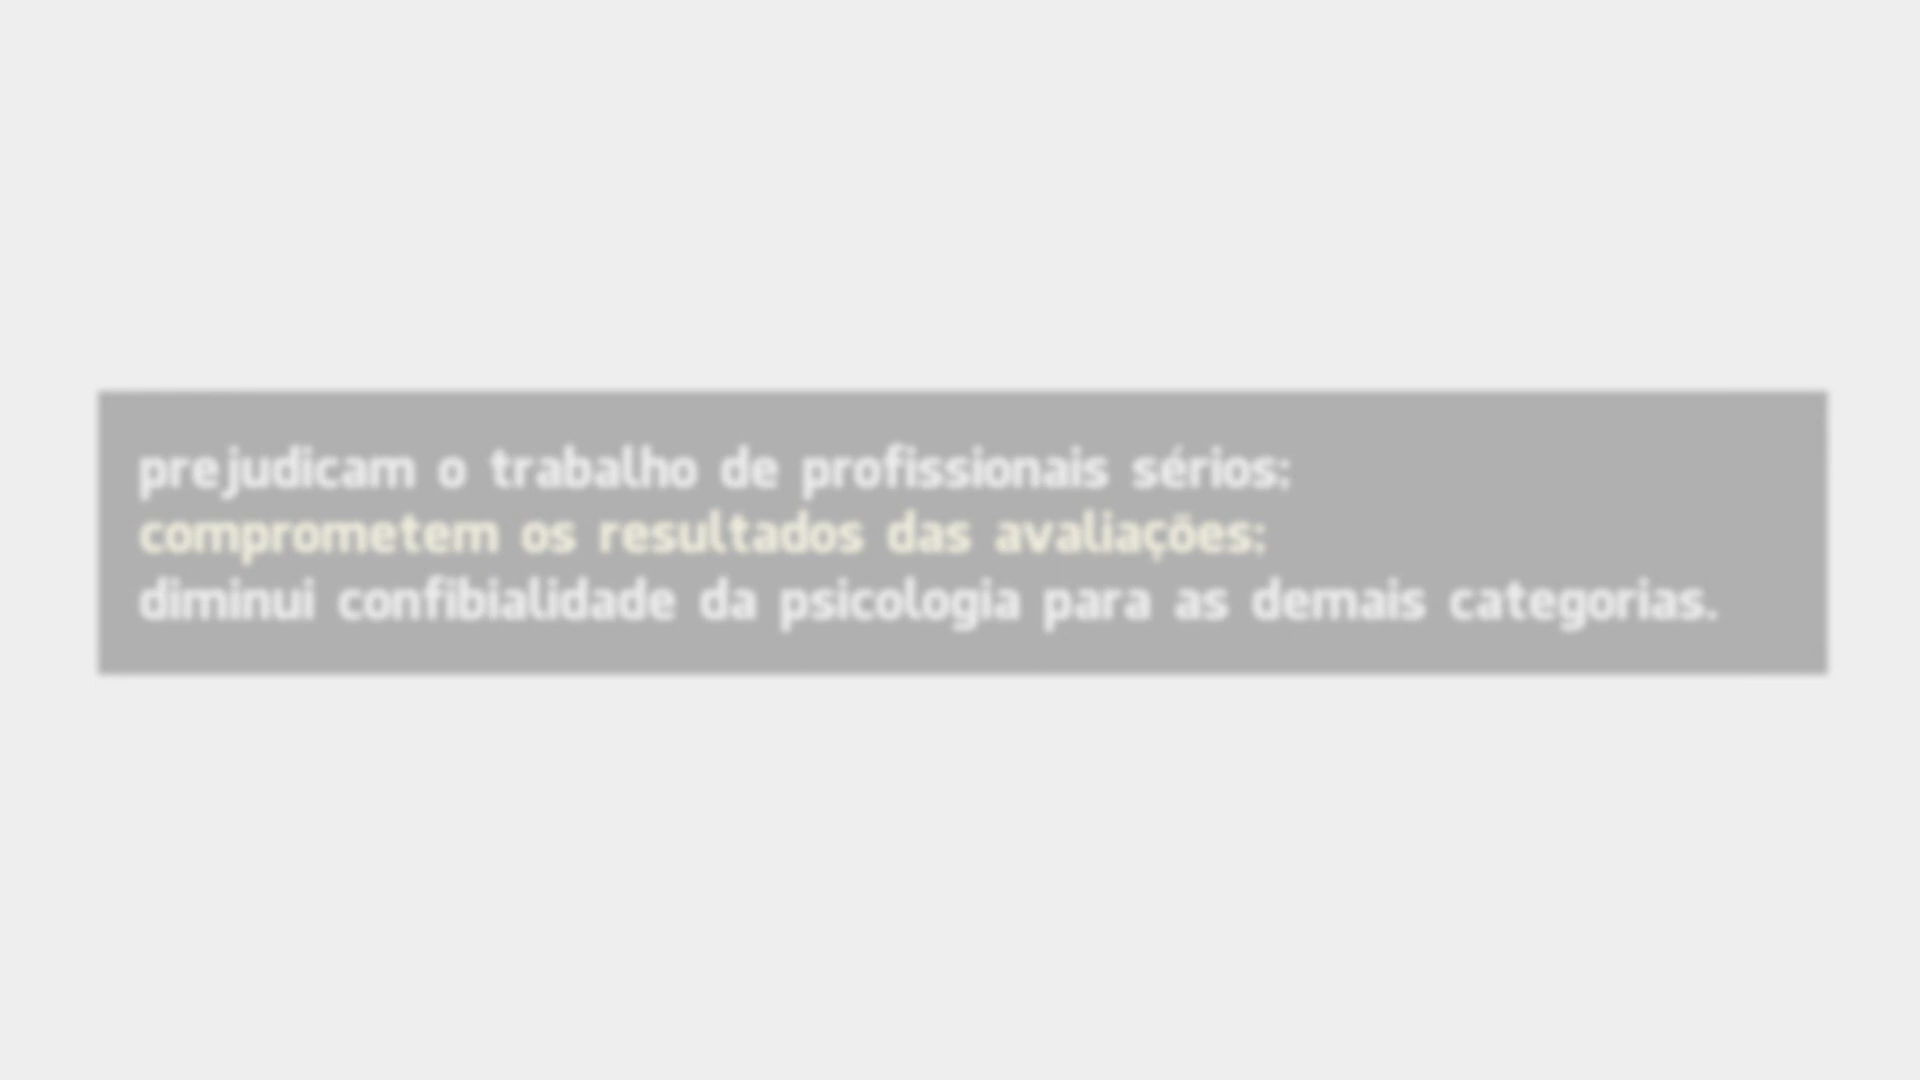 prejudicam o trabalho de profissionais sérios;
comprometem os resultados das avaliações;
diminui confibialidade da psicologia para as demais categorias.